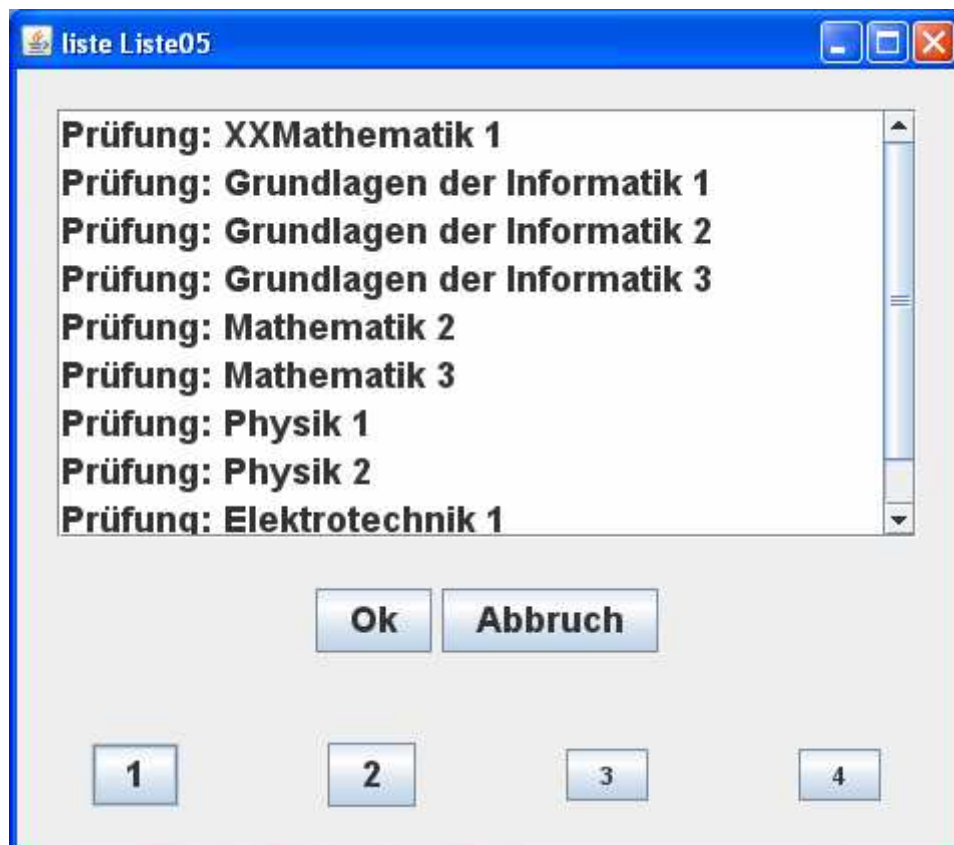 liste Liste05
Prüfung: XXMathematik 1
Prüfung: Grundlagen der Informatik 1
Prüfung: Grundlagen der Informatik 2
Prüfung: Grundlagen der Informatik 3
Prüfung: Mathematik 2
Prüfung: Mathematik 3
Prüfung: Physik 1
Prüfung: Physik 2
Prüfung: Elektrotechnik 1
Ok Abbruch
1 2 3 4